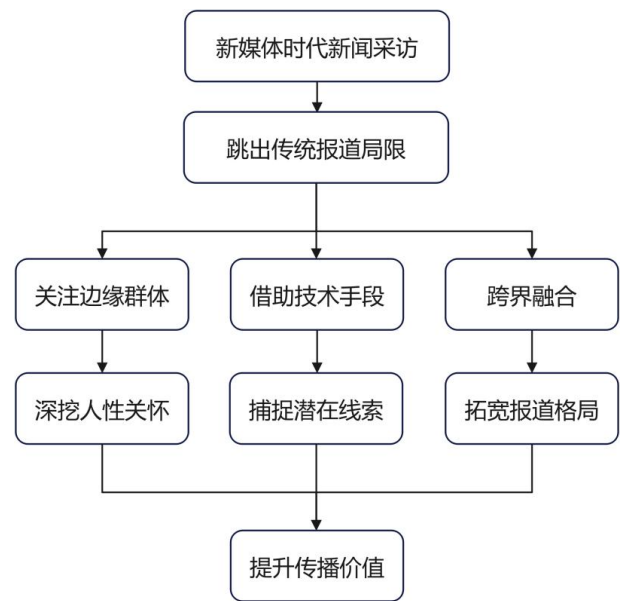 新媒体时代新闻采访
跳出传统报道局限
关注边缘群体
借助技术手段
跨界融合
深挖人性关怀
捕捉潜在线索
拓宽报道格局
提升传播价值